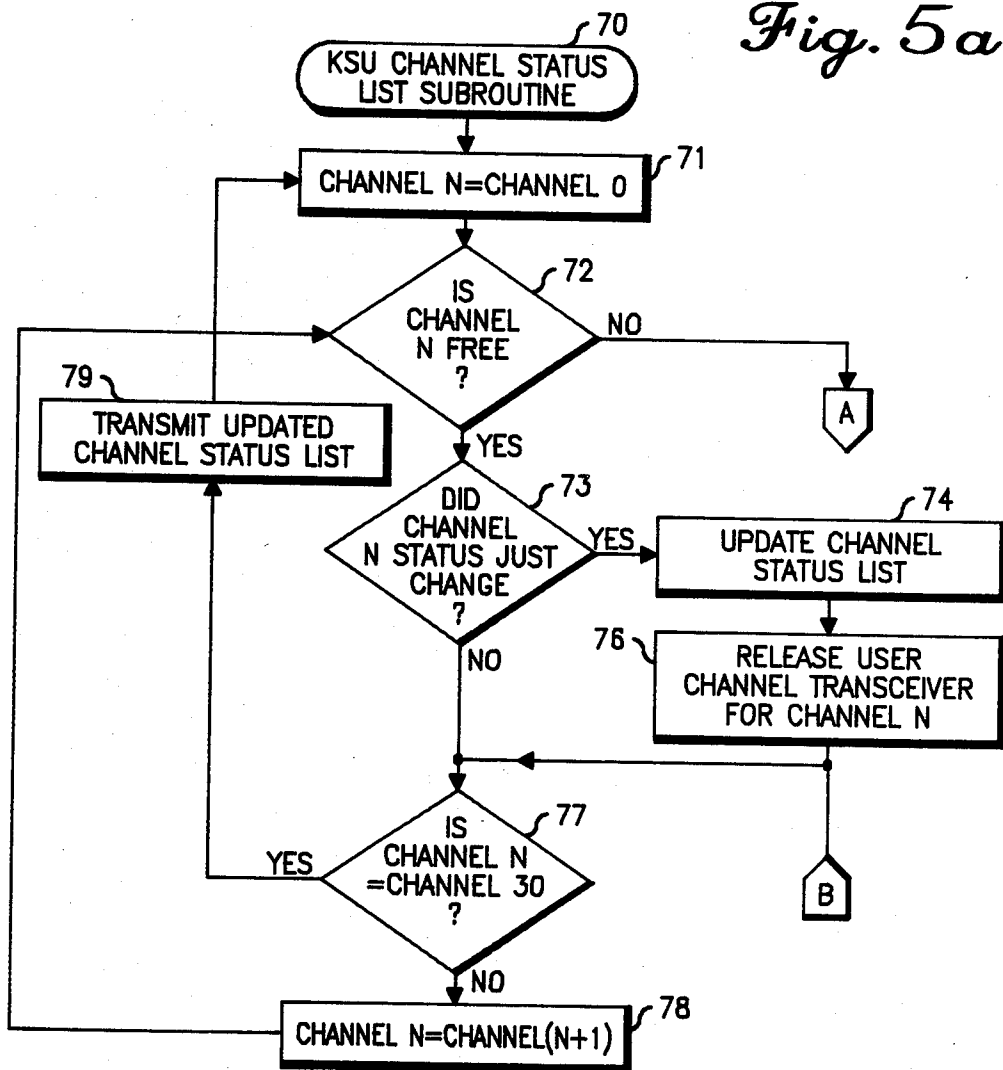 Fig. 5a
70
KSU CHANNEL STATUS
LIST SUBROUTINE
71
CHANNEL N=CHANNEL 0
72
IS
CHANNEL
N FREE
?
NO
A
YES
79
TRANSMIT UPDATED
CHANNEL STATUS LIST
73
DID
CHANNEL
N STATUS JUST
CHANGE
?
YES
74
UPDATE CHANNEL
STATUS LIST
NO
76
RELEASE USER
CHANNEL TRANSCEIVER
FOR CHANNEL N
77
IS
CHANNEL N
=CHANNEL 30
?
YES
B
NO
78
CHANNEL N=CHANNEL(N+1)